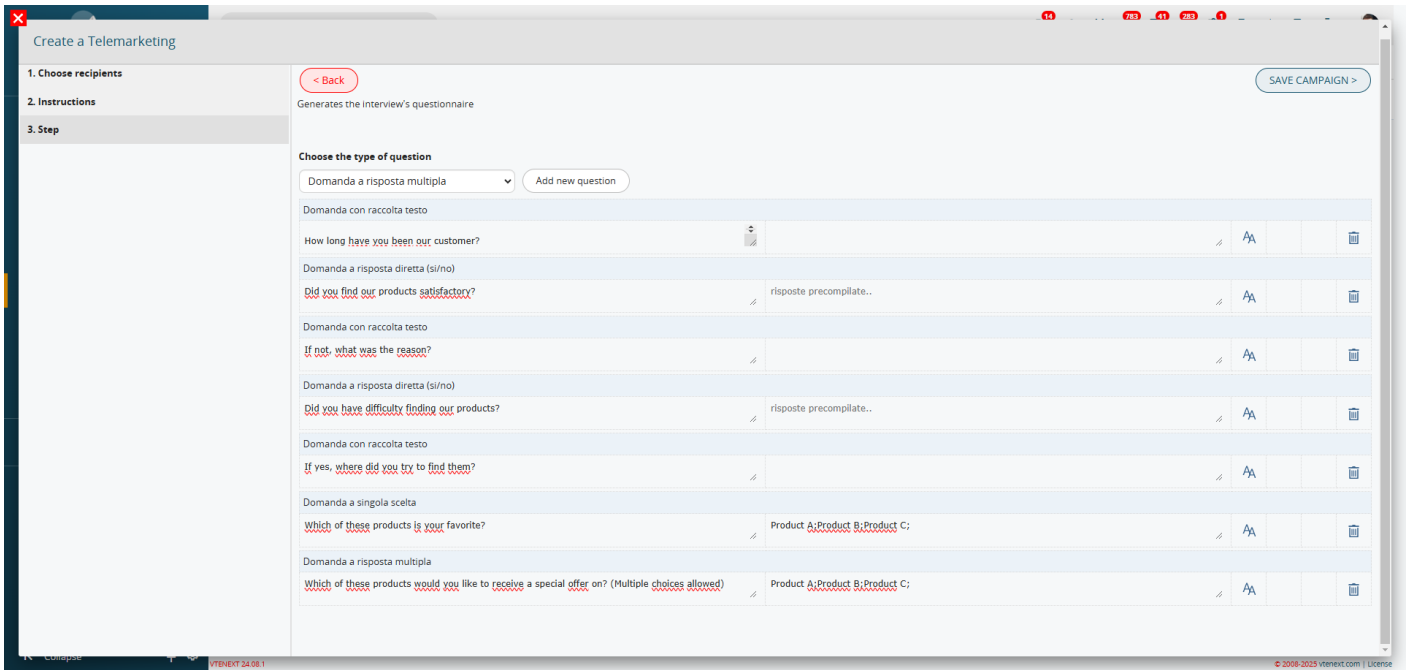 14 783 41 283 1
Create a Telemarketing
1. Choose recipients
2. Instructions
3. Step
< Back
SAVE CAMPAIGN >
Generates the interview's questionnaire
Choose the type of question
Domanda a risposta multipla
Add new question
Domanda con raccolta testo
How long have you been our customer?
Domanda a risposta diretta (si/no)
Did you find our products satisfactory?
risposte precompilate..
Domanda con raccolta testo
If not, what was the reason?
Domanda a risposta diretta (si/no)
Did you have difficulty finding our products?
risposte precompilate..
Domanda con raccolta testo
If yes, where did you try to find them?
Domanda a singola scelta
Which of these products is your favorite?
Product A;Product B;Product C;
Domanda a risposta multipla
Which of these products would you like to receive a special offer on? (Multiple choices allowed)
Product A;Product B;Product C;
Collapse
VTENEXT 24.08.1
© 2008-2025 vtenext.com | License